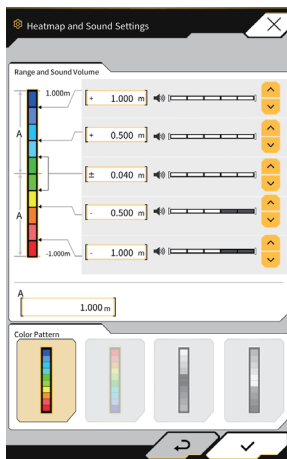 Heatmap and Sound Settings
Range and Sound Volume
1.000m
+ 1.000 m
A
+ 0.500 m
± 0.040 m
A
- 0.500 m
-1.000m
- 1.000 m
A
1.000 m
Color Pattern